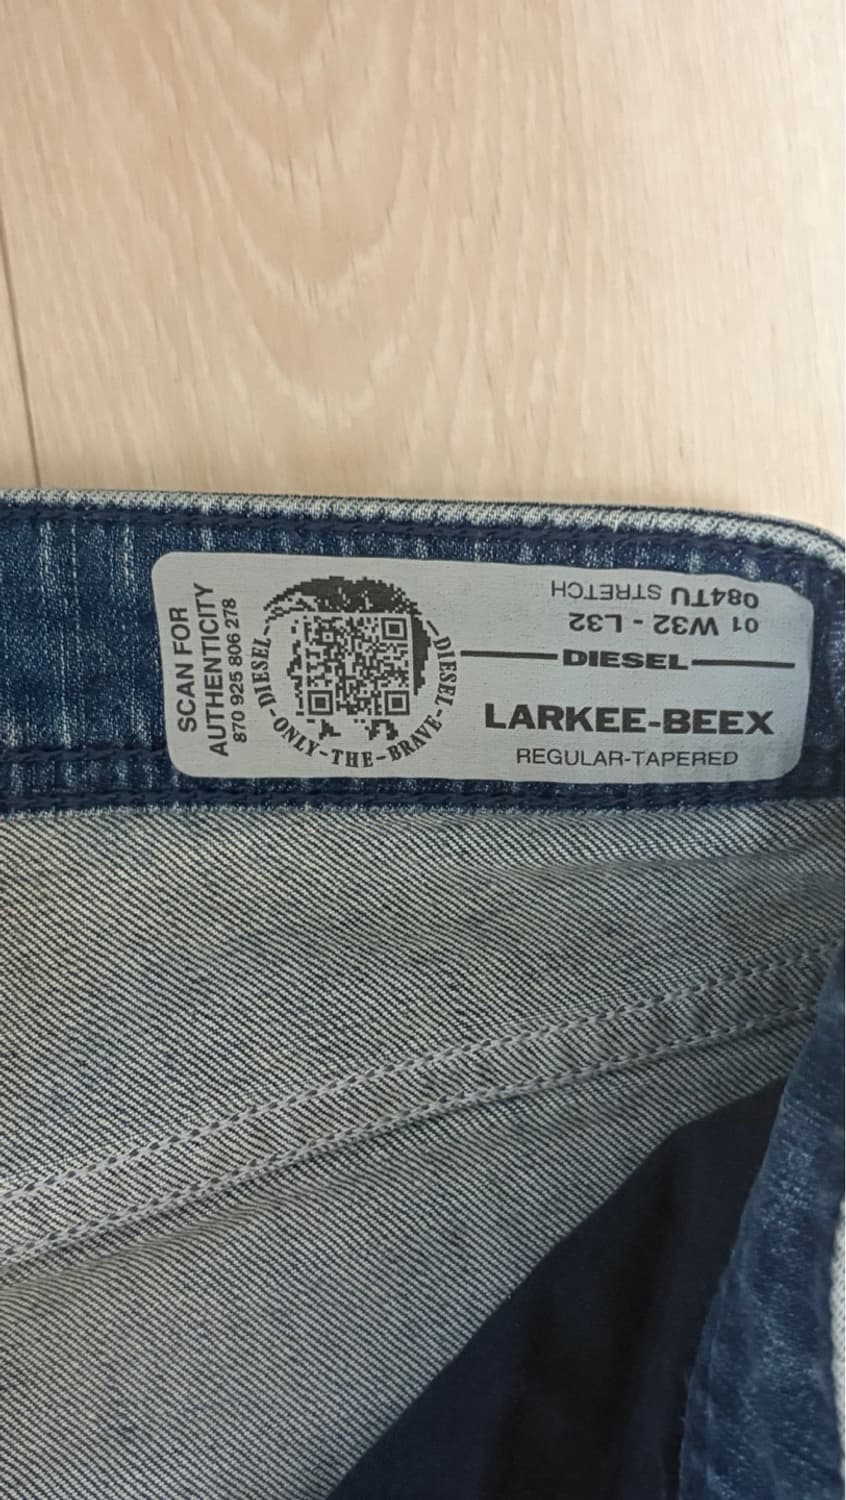 SCAN FOR
AUTHENTICITY
870 925 806 278
DIESEL-ONLY-THE-BRAVE-DIESEL
084TU STRETCH
01 W32 - L32
DIESEL
LARKEE-BEEX
REGULAR-TAPERED